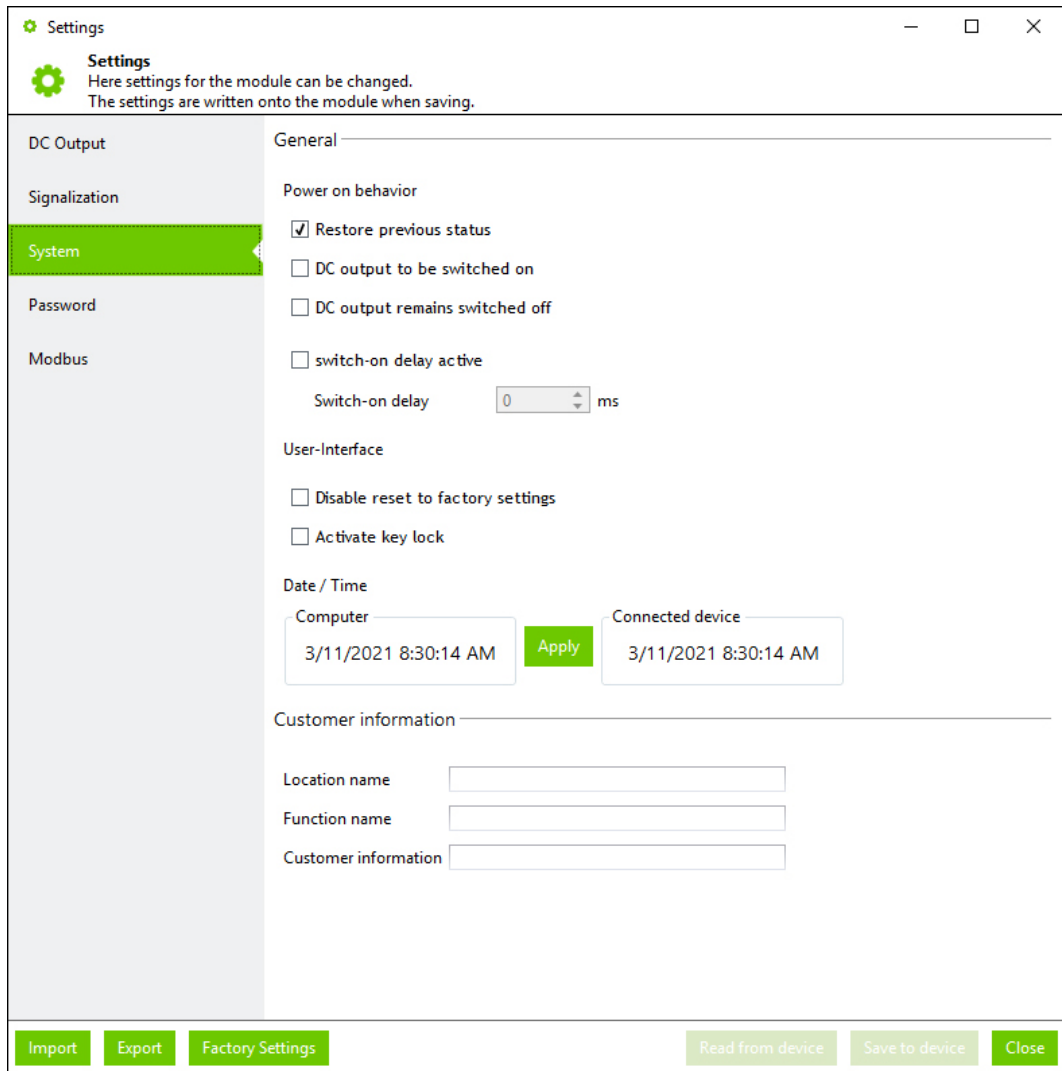 Settings
Settings
Here settings for the module can be changed.
The settings are written onto the module when saving.
DC Output
Signalization
System
Password
Modbus
General
Power on behavior
Restore previous status
DC output to be switched on
DC output remains switched off
switch-on delay active
Switch-on delay 0 ms
User-Interface
Disable reset to factory settings
Activate key lock
Date / Time
Computer
3/11/2021 8:30:14 AM
Apply
Connected device
3/11/2021 8:30:14 AM
Customer information
Location name
Function name
Customer information
Import Export Factory Settings Read from device Save to device Close